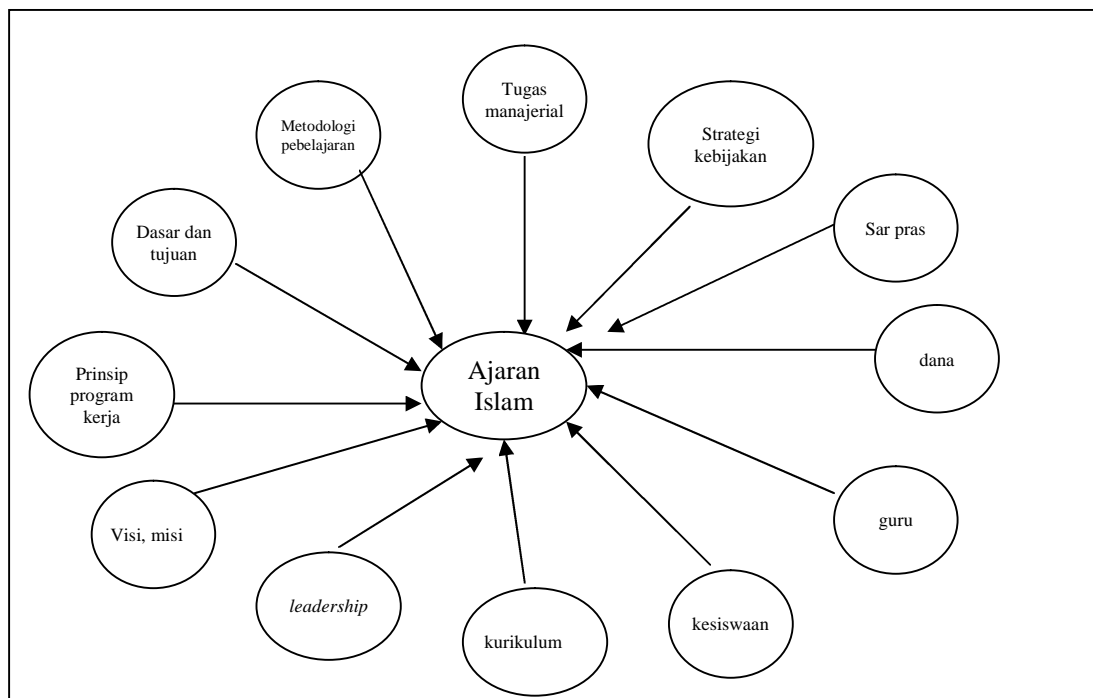 Tugas
manajerial
Metodologi
pebelajaran
Strategi
kebijakan
Dasar dan
tujuan
Sar pras
Prinsip
program
kerja
Ajaran
Islam
dana
Visi, misi
guru
leadership
kurikulum
kesiswaan